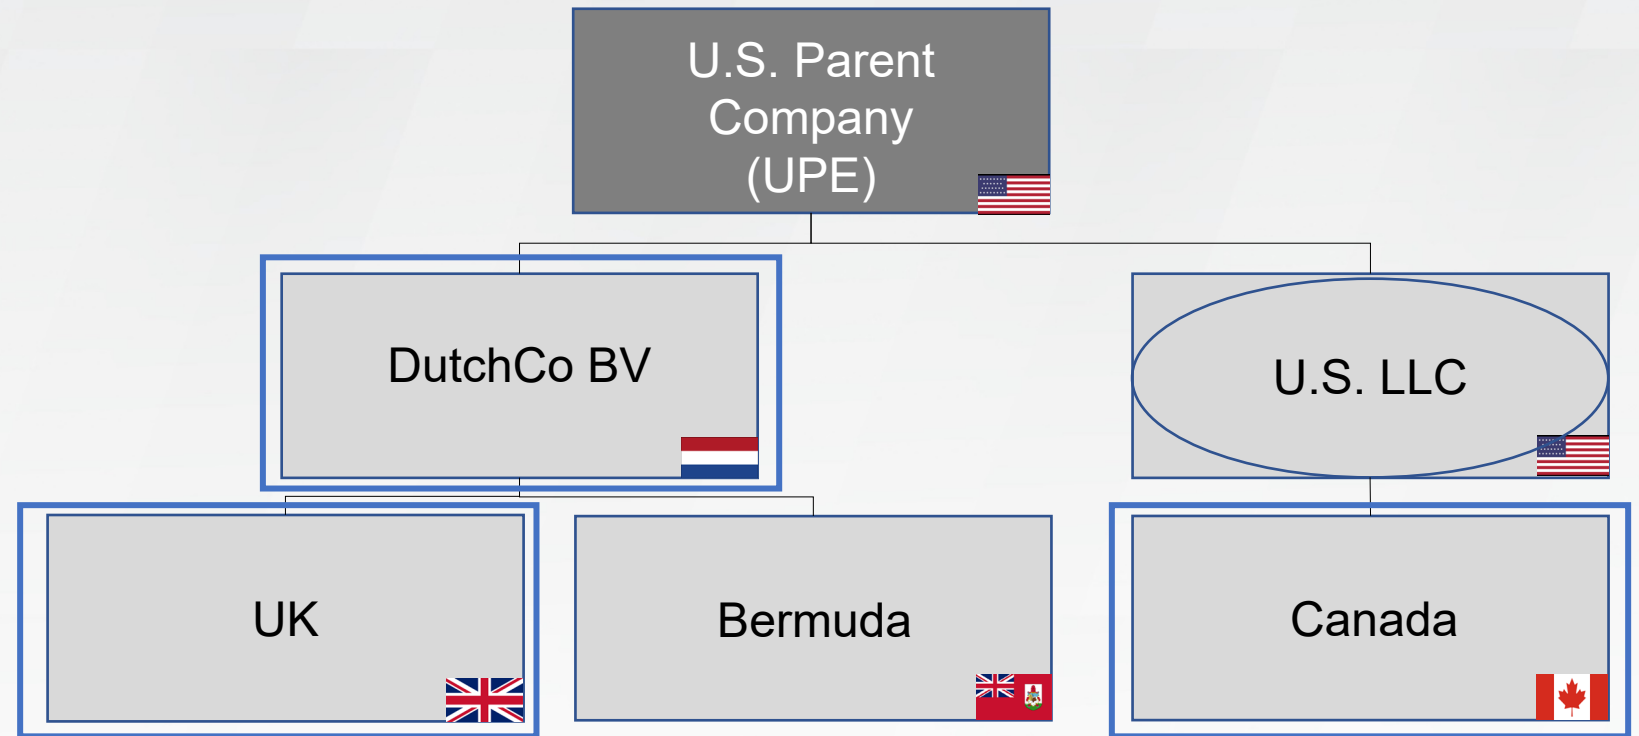 U.S. Parent
Company
(UPE)
DutchCo BV
U.S. LLC
UK
Bermuda
Canada